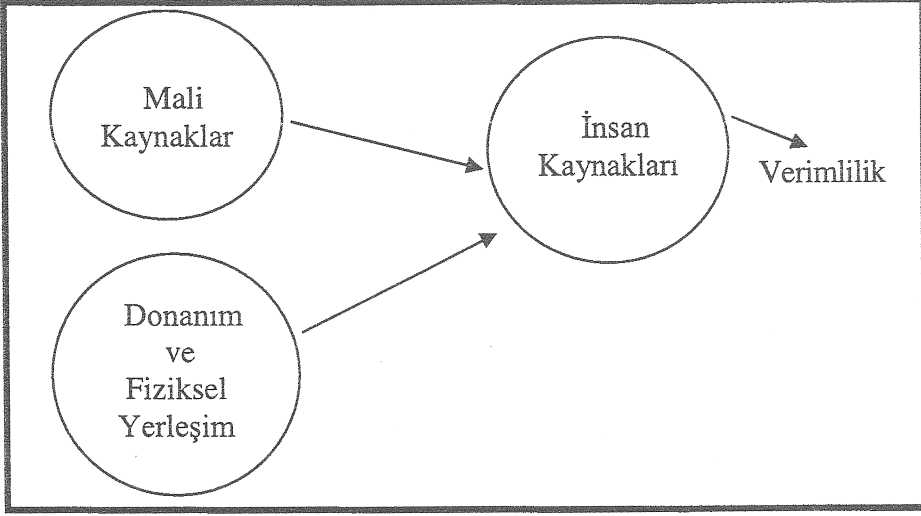 Mali
Kaynaklar
İnsan
Kaynakları
Verimlilik
Donanım
ve
Fiziksel
Yerleşim